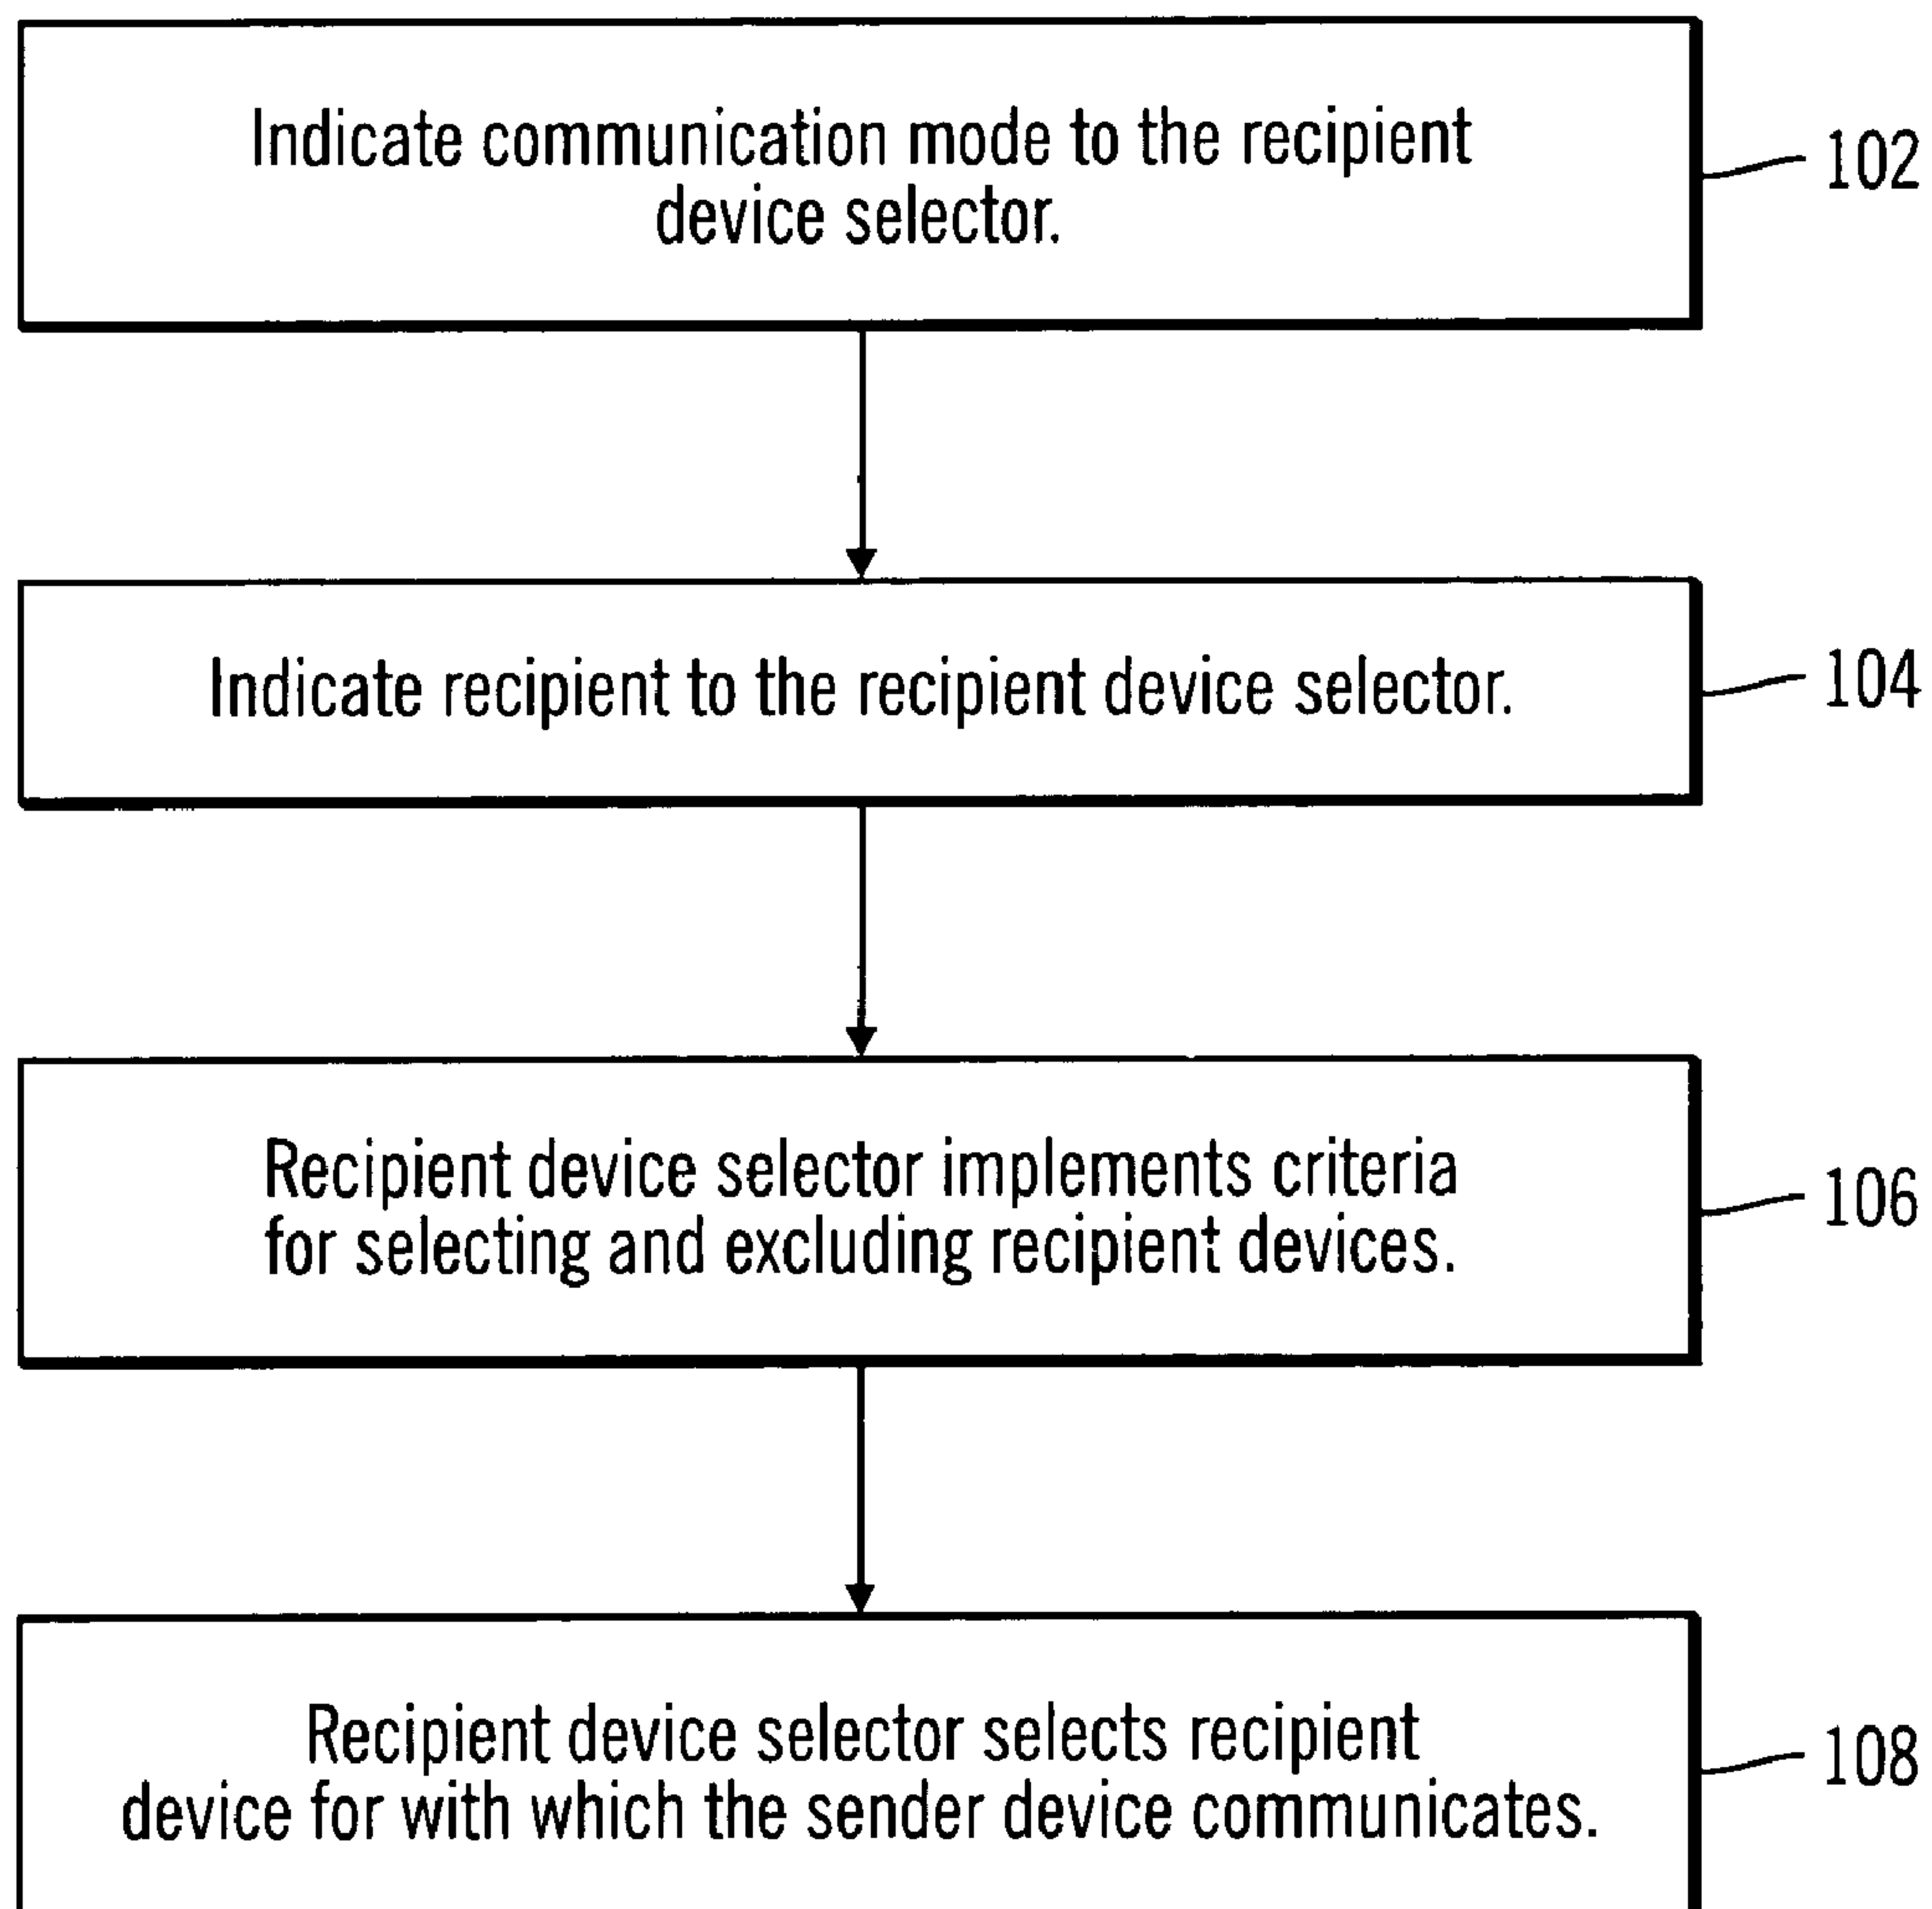 Indicate communication mode to the recipient
device selector.
102
Indicate recipient to the recipient device selector.
104
Recipient device selector implements criteria
for selecting and excluding recipient devices.
106
Recipient device selector selects recipient
device for with which the sender device communicates.
108